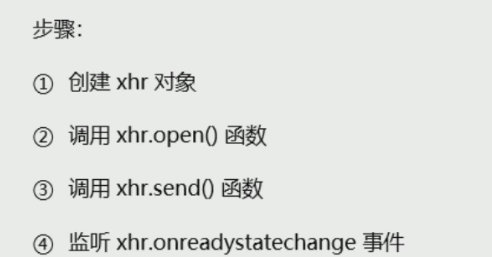 步骤：
① 创建 xhr 对象
② 调用 xhr.open() 函数
③ 调用 xhr.send() 函数
④ 监听 xhr.onreadystatechange 事件